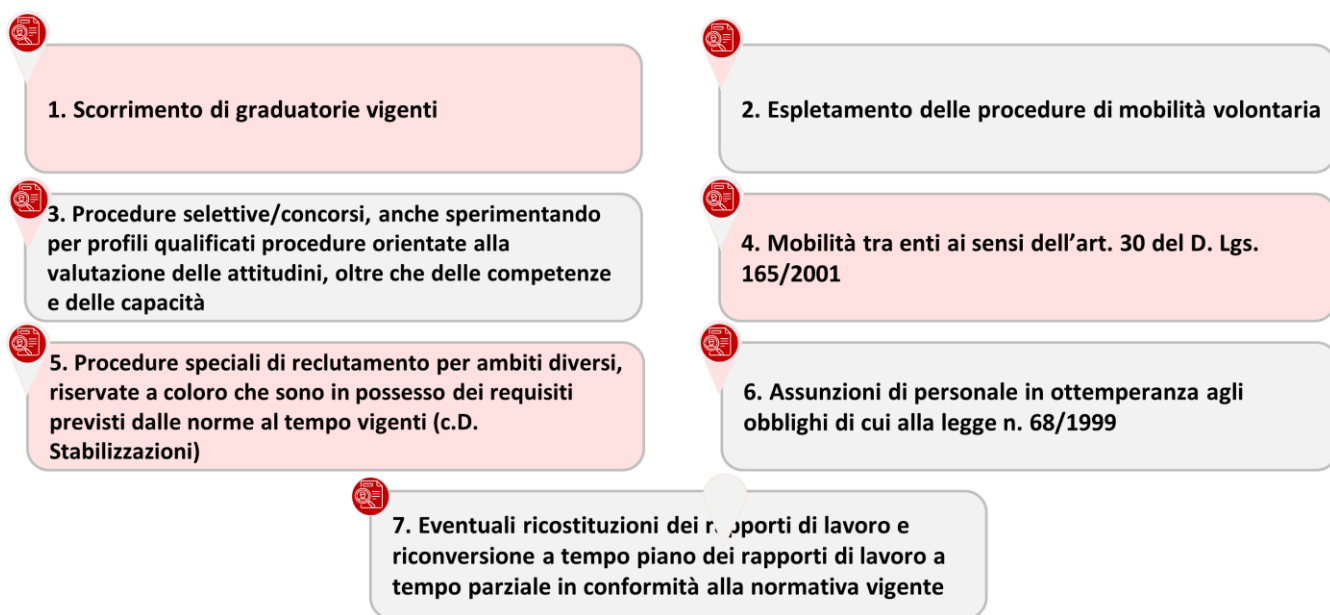 1. Scorrimento di graduatorie vigenti
2. Espletamento delle procedure di mobilità volontaria
3. Procedure selettive/concorsi, anche sperimentando
per profili qualificati procedure orientate alla
valutazione delle attitudini, oltre che delle competenze
e delle capacità
4. Mobilità tra enti ai sensi dell’art. 30 del D. Lgs.
165/2001
5. Procedure speciali di reclutamento per ambiti diversi,
riservate a coloro che sono in possesso dei requisiti
previsti dalle norme al tempo vigenti (c.D.
Stabilizzazioni)
6. Assunzioni di personale in ottemperanza agli
obblighi di cui alla legge n. 68/1999
7. Eventuali ricostituzioni dei rapporti di lavoro e
riconversione a tempo piano dei rapporti di lavoro a
tempo parziale in conformità alla normativa vigente